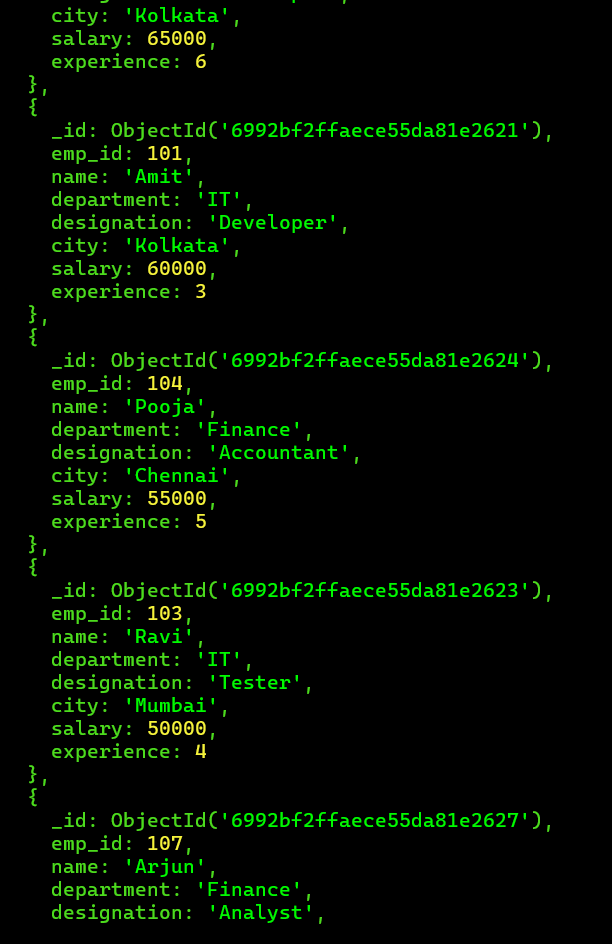 city: 'Kolkata',
salary: 65000,
experience: 6
},
{
_id: ObjectId('6992bf2ffaece55da81e2621'),
emp_id: 101,
name: 'Amit',
department: 'IT',
designation: 'Developer',
city: 'Kolkata',
salary: 60000,
experience: 3
},
{
_id: ObjectId('6992bf2ffaece55da81e2624'),
emp_id: 104,
name: 'Pooja',
department: 'Finance',
designation: 'Accountant',
city: 'Chennai',
salary: 55000,
experience: 5
},
{
_id: ObjectId('6992bf2ffaece55da81e2623'),
emp_id: 103,
name: 'Ravi',
department: 'IT',
designation: 'Tester',
city: 'Mumbai',
salary: 50000,
experience: 4
},
{
_id: ObjectId('6992bf2ffaece55da81e2627'),
emp_id: 107,
name: 'Arjun',
department: 'Finance',
designation: 'Analyst',